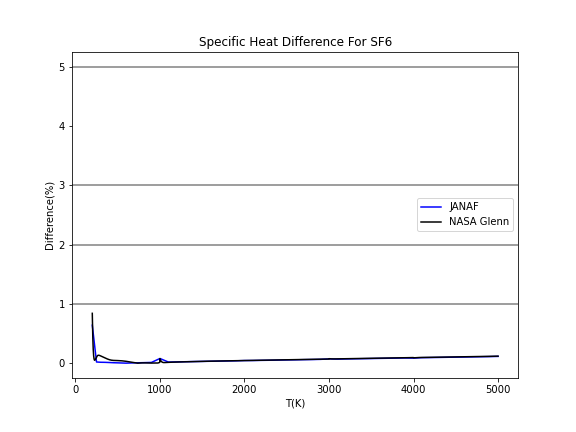 Specific Heat Difference For SF6
5
4
3
2
1
0
Difference(%)
JANAF
NASA Glenn
0
1000
2000
3000
4000
5000
T(K)